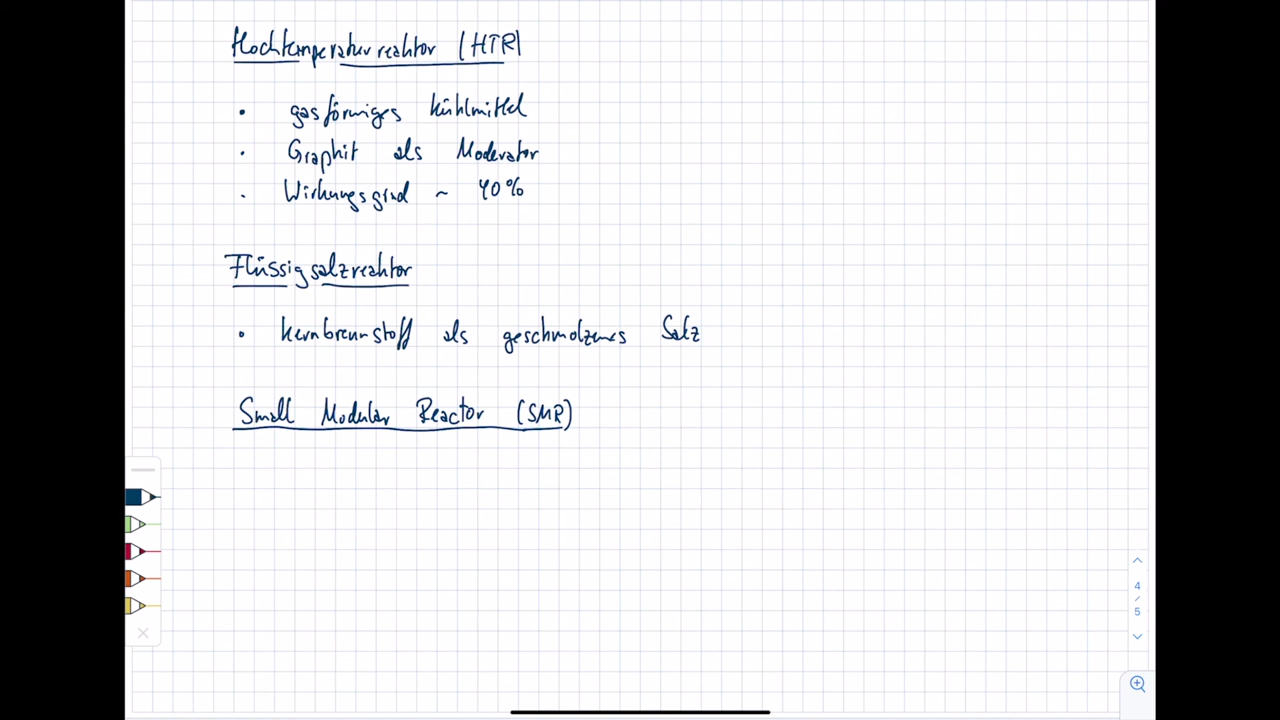 Hochtemperaturreaktor (HTR)
• gasförmiges Kühlmittel
• Graphit als Moderator
• Wirkungsgrad ~ 40%
Flüssigsalzreaktor
• Kernbrennstoff als geschmolzenes Salz
Small Modular Reactor (SMR)
4
/
5